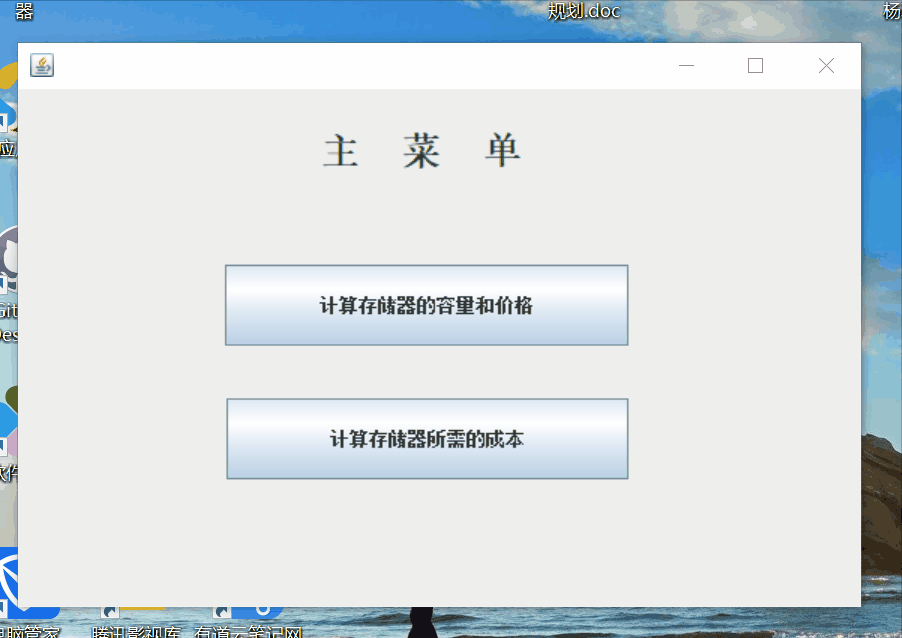 器
规划.doc
杨
主 菜 单
应
计算存储器的容量和价格
Git
Des
计算存储器所需的成本
软件
电脑管家
腾讯影视库
有道云笔记网